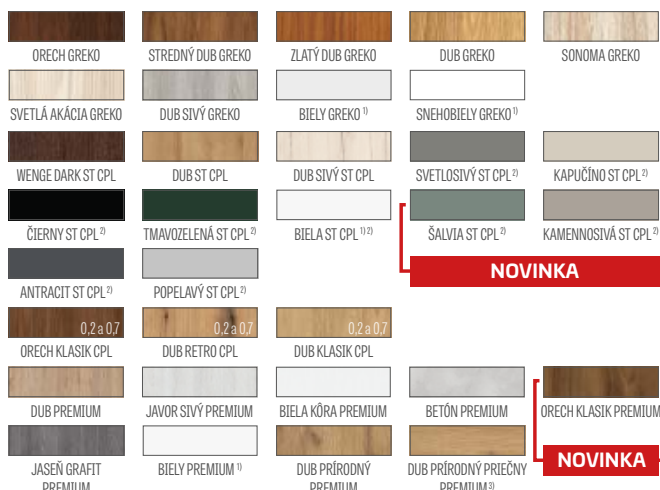 ORECH GREKO
STREDNÝ DUB GREKO
ZLATÝ DUB GREKO
DUB GREKO
SONOMA GREKO
SVETLÁ AKÁCIA GREKO
DUB SIVÝ GREKO
BIELY GREKO 1)
SNEHOBIELY GREKO 1)
WENGE DARK ST CPL
DUB ST CPL
DUB SIVÝ ST CPL
SVETLOSIVÝ ST CPL 2)
KAPUČÍNO ST CPL 2)
ČIERNY ST CPL 2)
TMAVOZELENÁ ST CPL 2)
BIELA ST CPL 1) 2)
ŠALVIA ST CPL 2)
KAMENNOSIVÁ ST CPL 2)
NOVINKA
ANTRACIT ST CPL 2)
POPELAVÝ ST CPL 2)
0,2 a 0,7
0,2 a 0,7
0,2 a 0,7
ORECH KLASIK CPL
DUB RETRO CPL
DUB KLASIK CPL
DUB PREMIUM
JAVOR SIVÝ PREMIUM
BIELA KÔRA PREMIUM
BETÓN PREMIUM
ORECH KLASIK PREMIUM
NOVINKA
JASEŇ GRAFIT
PREMIUM
BIELY PREMIUM 1)
DUB PRÍRODNÝ
PREMIUM
DUB PRÍRODNÝ PRIEČNY
PREMIUM 3)